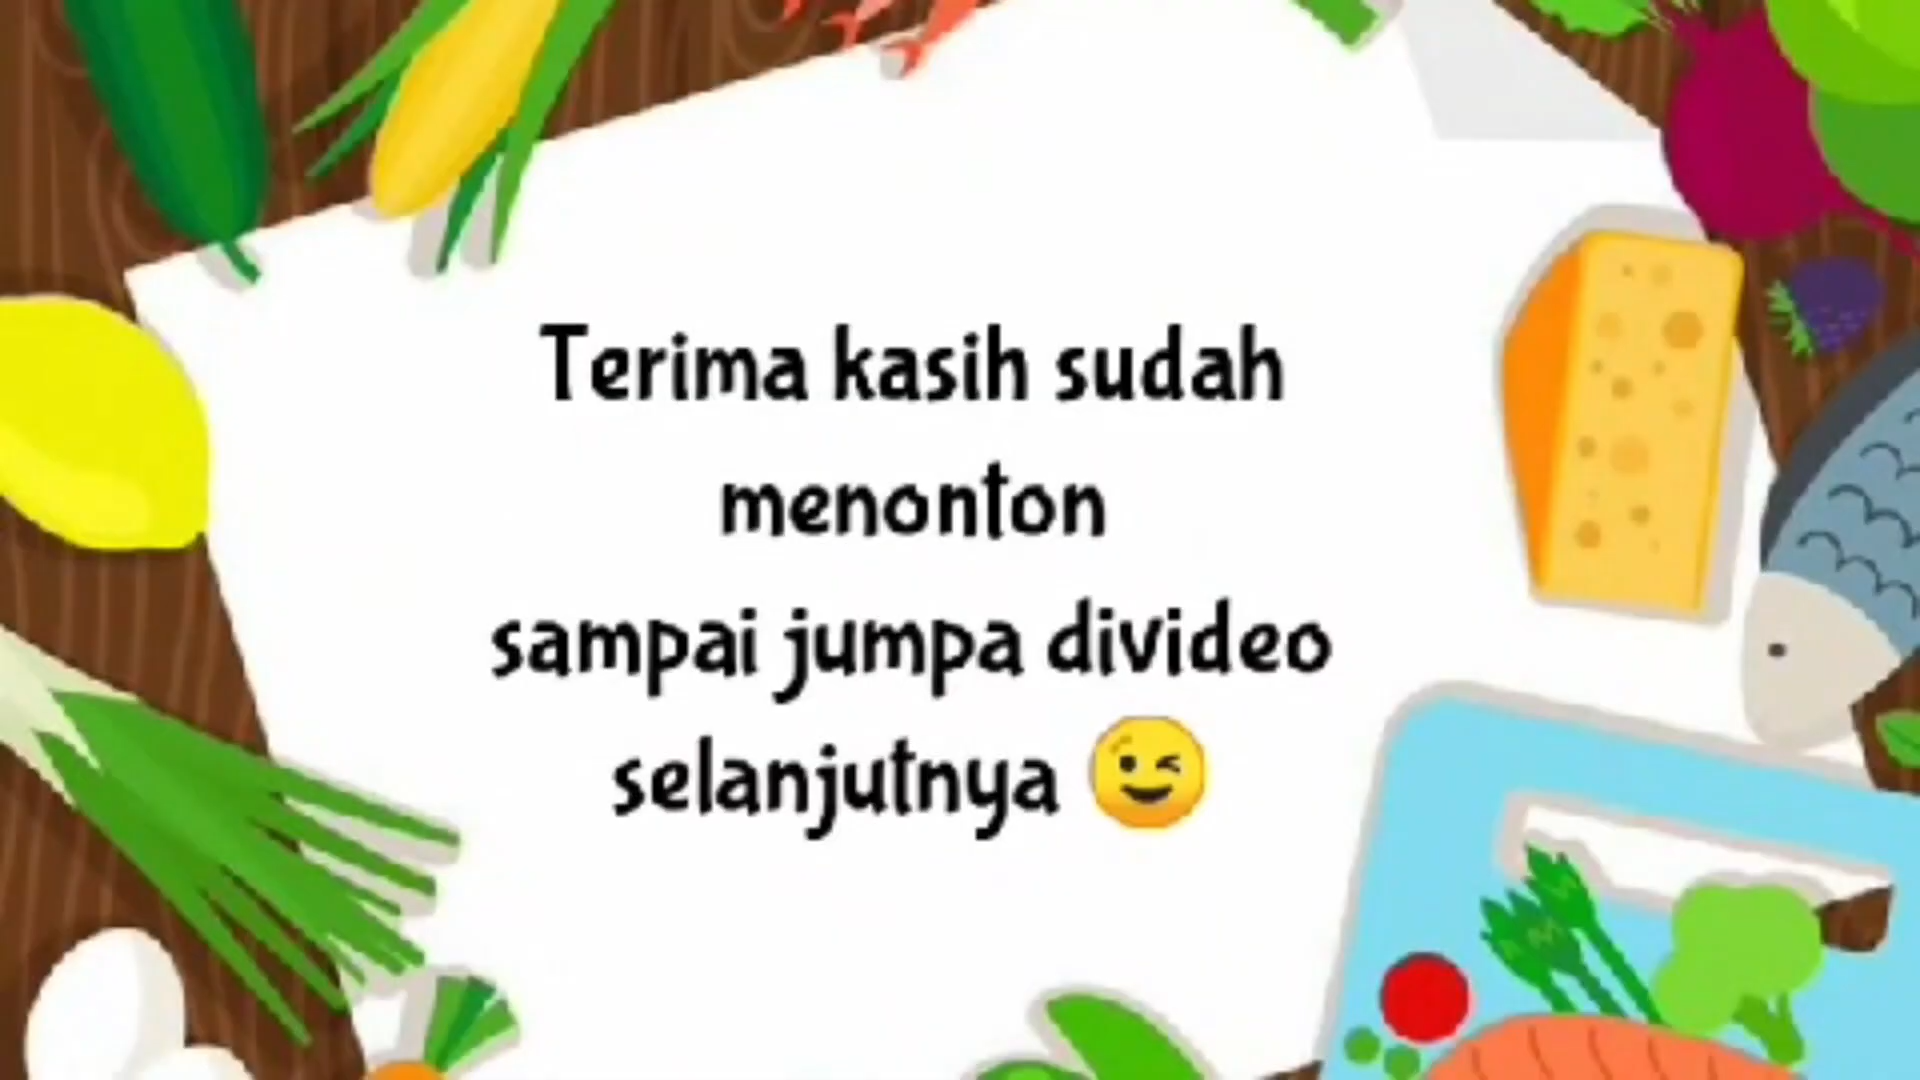 Terima kasih sudah
menonton
sampai jumpa divideo
selanjutnya 😉